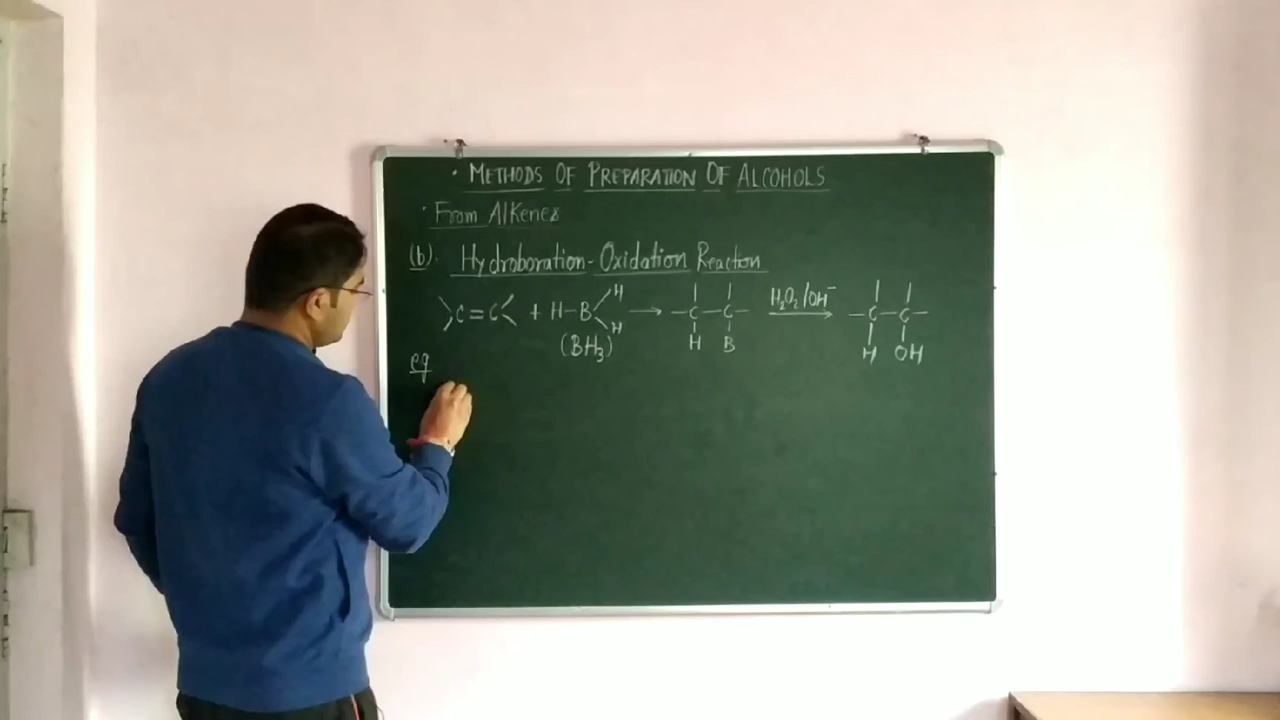 · METHODS OF PREPARATION OF ALCOHOLS
· From Alkenes
(b). Hydroboration-Oxidation Reaction
>C=C< + H-B<H H → -C-C- H₂O₂/OH⁻ → -C-C-
(BH₃) H B H OH
eg